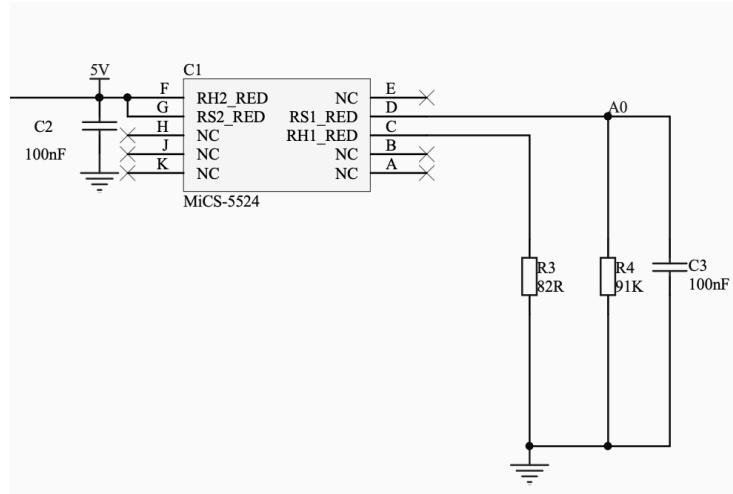 5V
C1
F
RH2_RED
NC
E
G
RS2_RED
RS1_RED
D
A0
H
NC
RH1_RED
C
J
NC
NC
B
K
NC
NC
A
MiCS-5524
C2
100nF
R3
82R
R4
91K
C3
100nF